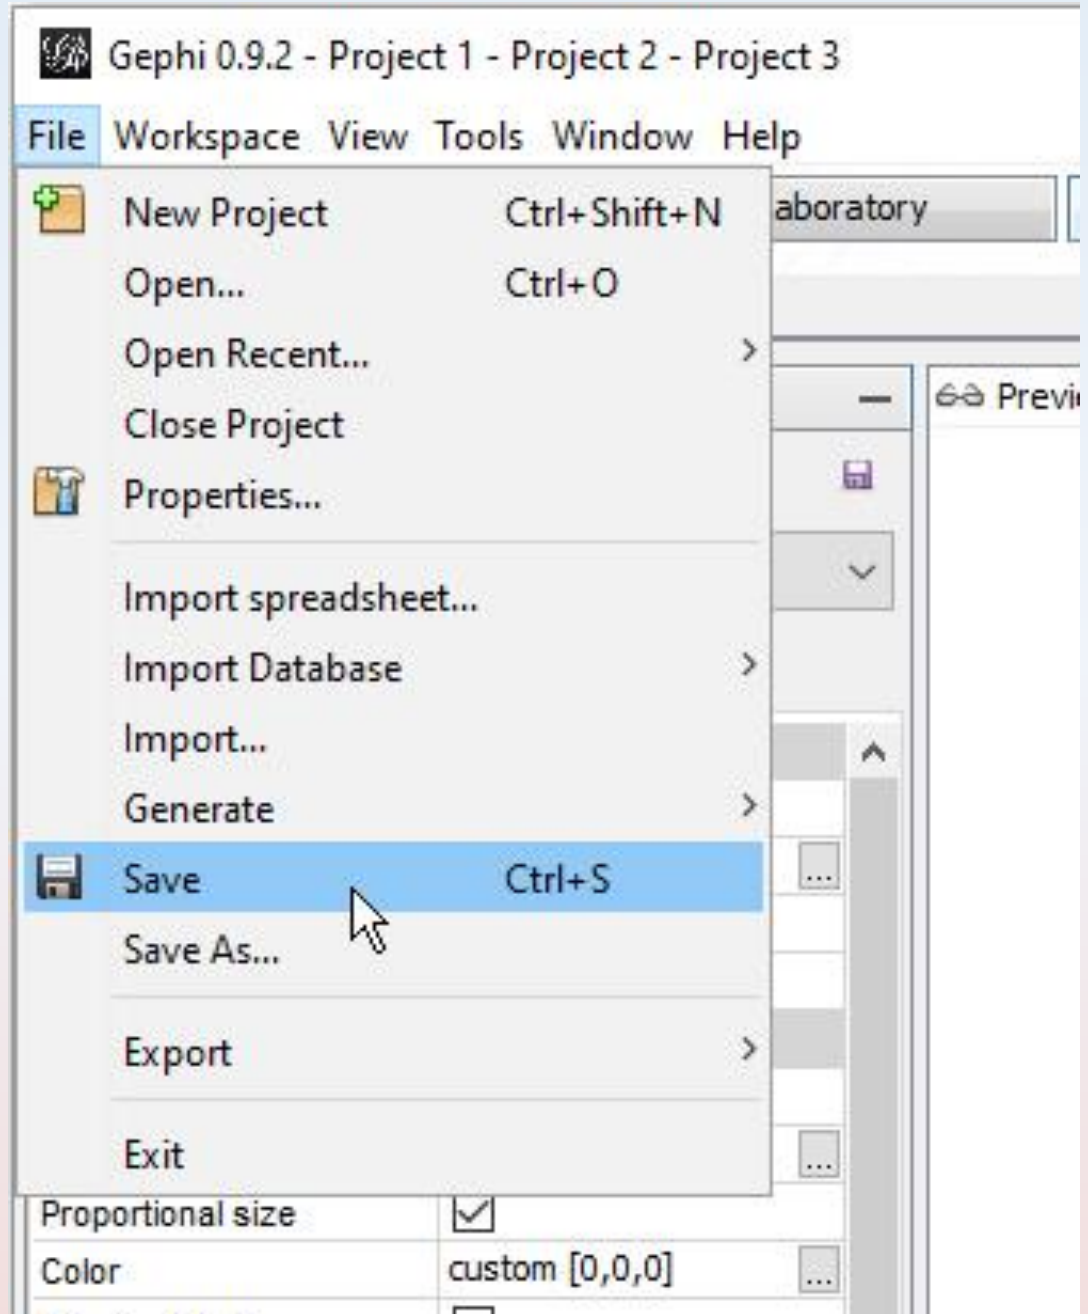 Gephi 0.9.2 - Project 1 - Project 2 - Project 3
File Workspace View Tools Window Help
New Project Ctrl+Shift+N
aboratory
Open... Ctrl+O
Open Recent...
Previ
Close Project
Properties...
Import spreadsheet...
Import Database
Import...
Generate
Save Ctrl+S
...
Save As...
Export
Exit
...
Proportional size
Color custom [0,0,0] ...